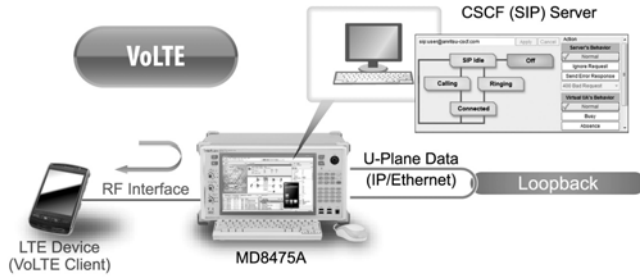 CSCF (SIP) Server
VoLTE
sip:user@anritsu-cscf.com
Apply
Cancel
SIP Idle
Off
Calling
Ringing
Connected
Action
Server's Behavior
Normal
Ignore Request
Send Error Response
400 Bad Request
Virtual UA's Behavior
Normal
Busy
Absence
U-Plane Data
(IP/Ethernet)
Loopback
RF Interface
LTE Device
(VoLTE Client)
MD8475A